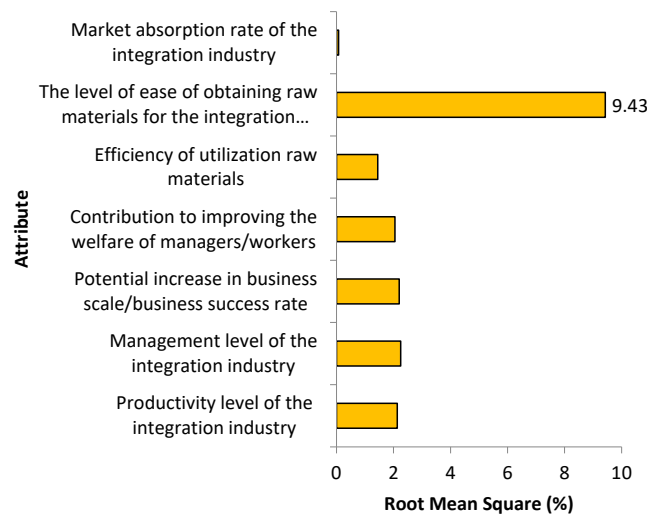 Market absorption rate of the
integration industry
The level of ease of obtaining raw
materials for the integration...
9.43
Efficiency of utilization raw
materials
Contribution to improving the
welfare of managers/workers
Potential increase in business
scale/business success rate
Management level of the
integration industry
Productivity level of the
integration industry
Attribute
0 2 4 6 8 10
Root Mean Square (%)